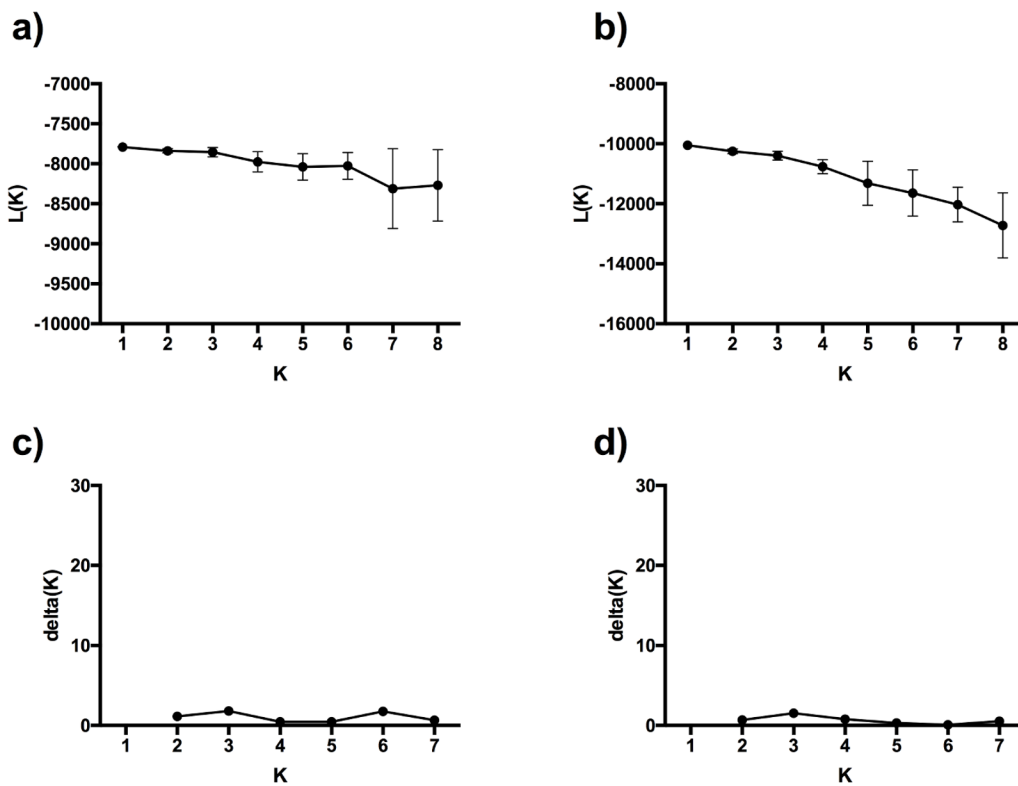 a)
-7000
-7500
-8000
-8500
-9000
-9500
-10000
L(K)
1 2 3 4 5 6 7 8
K
b)
-8000
-10000
-12000
-14000
-16000
L(K)
1 2 3 4 5 6 7 8
K
c)
30
20
10
0
delta(K)
1 2 3 4 5 6 7
K
d)
30
20
10
0
delta(K)
1 2 3 4 5 6 7
K